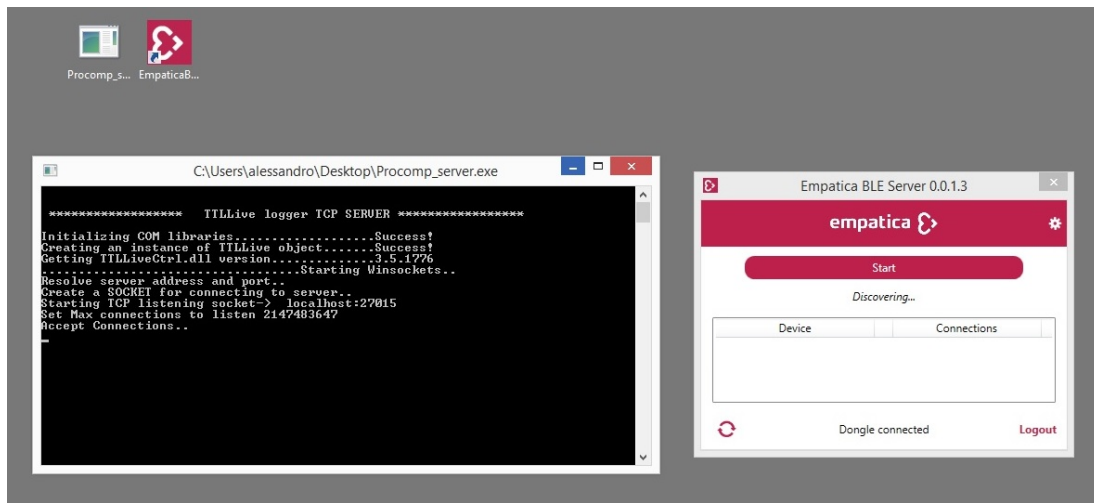 Procomp_s... EmpaticaB...
C:\Users\alessandro\Desktop\Procomp_server.exe
****************** TTLLive logger TCP SERVER *****************
Initializing COM libraries...................Success!
Creating an instance of TTLLive object.......Success!
Getting TTLLiveCtrl.dll version..............3.5.1776
...................................Starting Winsockets..
Resolve server address and port..
Create a SOCKET for connecting to server..
Starting TCP listening socket-> localhost:27015
Set Max connections to listen 2147483647
Accept Connections..
Empatica BLE Server 0.0.1.3
empatica
Start
Discovering...
Device Connections
Dongle connected Logout